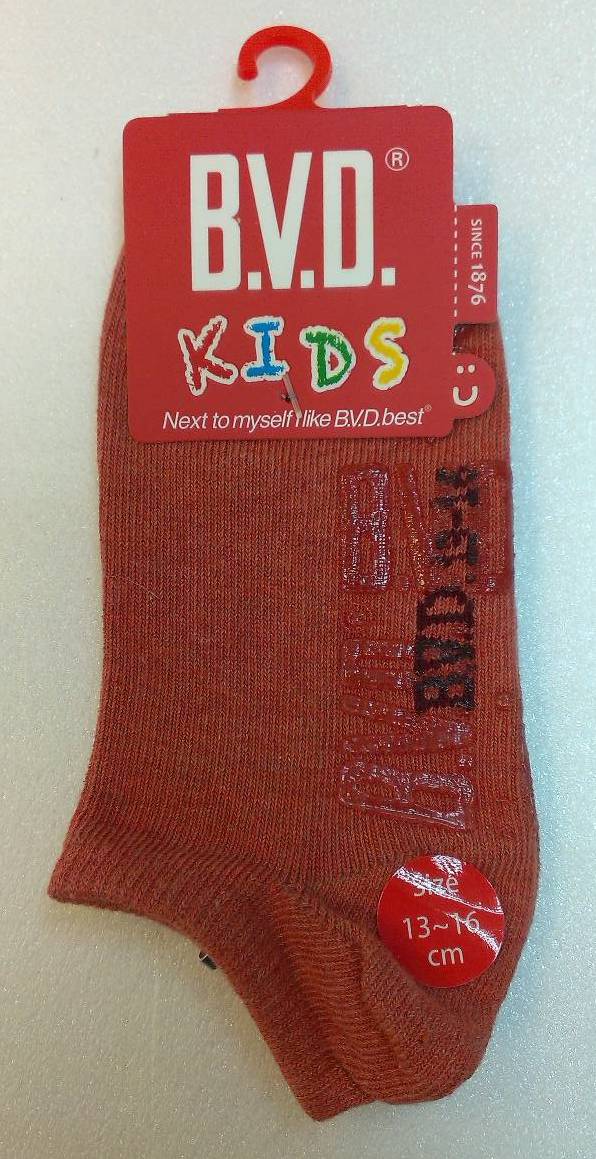 B.V.D.®
SINCE 1876
KIDS
Next to myself I like B.V.D.best®
B.V.D.
Size
13~16
cm